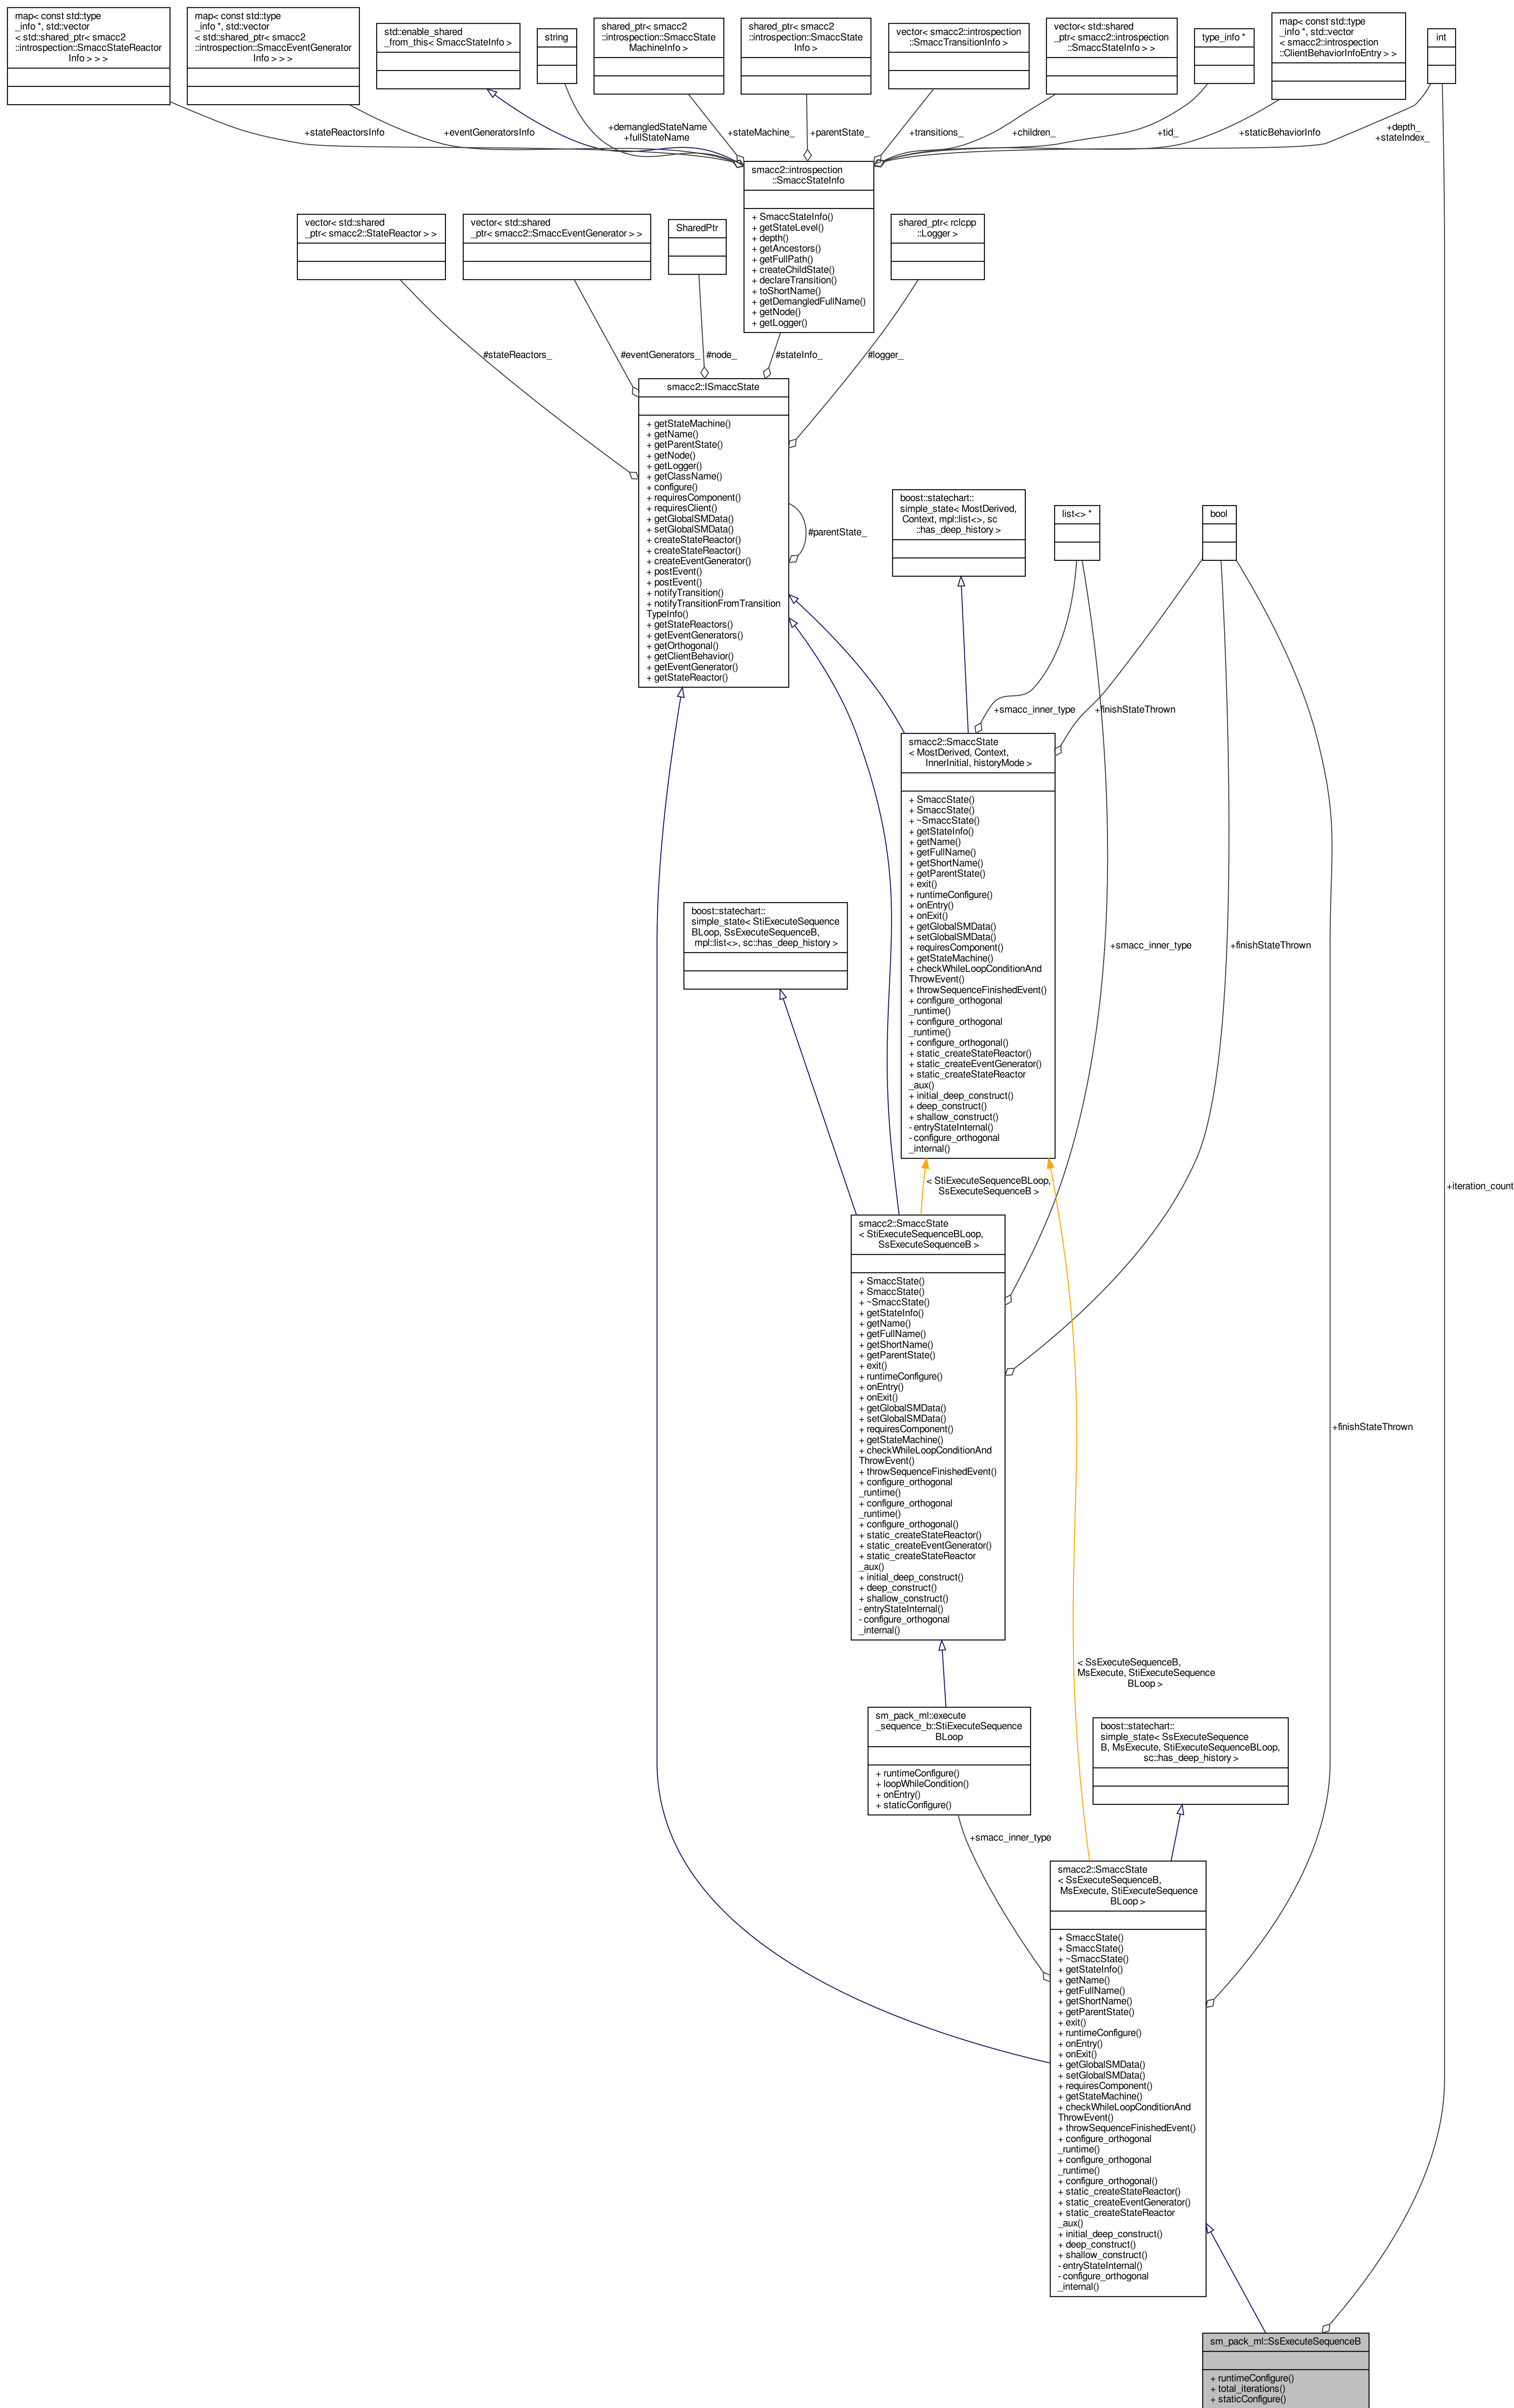 map< const std::type
_info *, std::vector
< std::shared_ptr< smacc2
::introspection::SmaccStateReactor
Info > > >
map< const std::type
_info *, std::vector
< std::shared_ptr< smacc2
::introspection::SmaccEventGenerator
Info > > >
std::enable_shared
_from_this< SmaccStateInfo >
string
shared_ptr< smacc2
::introspection::SmaccState
MachineInfo >
shared_ptr< smacc2
::introspection::SmaccState
Info >
vector< smacc2::introspection
::SmaccTransitionInfo >
vector< std::shared
_ptr< smacc2::introspection
::SmaccStateInfo > >
type_info *
map< const std::type
_info *, std::vector
< smacc2::introspection
::ClientBehaviorInfoEntry > >
int
+stateReactorsInfo
+eventGeneratorsInfo
+demangledStateName
+fullStateName
+stateMachine_
+parentState_
+transitions_
+children_
+tid_
+staticBehaviorInfo
+depth_
+stateIndex_
smacc2::introspection
::SmaccStateInfo
+ SmaccStateInfo()
+ getStateLevel()
+ depth()
+ getAncestors()
+ getFullPath()
+ createChildState()
+ declareTransition()
+ toShortName()
+ getDemangledFullName()
+ getNode()
+ getLogger()
vector< std::shared
_ptr< smacc2::StateReactor > >
vector< std::shared
_ptr< smacc2::SmaccEventGenerator > >
SharedPtr
shared_ptr< rclcpp
::Logger >
#stateReactors_
#eventGenerators_
#node_
#stateInfo_
#logger_
smacc2::ISmaccState
+ getStateMachine()
+ getName()
+ getParentState()
+ getNode()
+ getLogger()
+ getClassName()
+ configure()
+ requiresComponent()
+ requiresClient()
+ getGlobalSMData()
+ setGlobalSMData()
+ createStateReactor()
+ createStateReactor()
+ createEventGenerator()
+ postEvent()
+ postEvent()
+ notifyTransition()
+ notifyTransitionFromTransition
TypeInfo()
+ getStateReactors()
+ getEventGenerators()
+ getOrthogonal()
+ getClientBehavior()
+ getEventGenerator()
+ getStateReactor()
#parentState_
boost::statechart::
simple_state< MostDerived,
Context, mpl::list<>, sc
::has_deep_history >
list<> *
bool
+smacc_inner_type
+finishStateThrown
smacc2::SmaccState
< MostDerived, Context,
InnerInitial, historyMode >
+ SmaccState()
+ SmaccState()
+ ~SmaccState()
+ getStateInfo()
+ getName()
+ getFullName()
+ getShortName()
+ getParentState()
+ exit()
+ runtimeConfigure()
+ onEntry()
+ onExit()
+ getGlobalSMData()
+ setGlobalSMData()
+ requiresComponent()
+ getStateMachine()
+ checkWhileLoopConditionAnd
ThrowEvent()
+ throwSequenceFinishedEvent()
+ configure_orthogonal
_runtime()
+ configure_orthogonal
_runtime()
+ configure_orthogonal()
+ static_createStateReactor()
+ static_createEventGenerator()
+ static_createStateReactor
_aux()
+ initial_deep_construct()
+ deep_construct()
+ shallow_construct()
- entryStateInternal()
- configure_orthogonal
_internal()
boost::statechart::
simple_state< StiExecuteSequence
BLoop, SsExecuteSequenceB,
mpl::list<>, sc::has_deep_history >
+smacc_inner_type
+finishStateThrown
< StiExecuteSequenceBLoop,
SsExecuteSequenceB >
+iteration_count
smacc2::SmaccState
< StiExecuteSequenceBLoop,
SsExecuteSequenceB >
+ SmaccState()
+ SmaccState()
+ ~SmaccState()
+ getStateInfo()
+ getName()
+ getFullName()
+ getShortName()
+ getParentState()
+ exit()
+ runtimeConfigure()
+ onEntry()
+ onExit()
+ getGlobalSMData()
+ setGlobalSMData()
+ requiresComponent()
+ getStateMachine()
+ checkWhileLoopConditionAnd
ThrowEvent()
+ throwSequenceFinishedEvent()
+ configure_orthogonal
_runtime()
+ configure_orthogonal
_runtime()
+ configure_orthogonal()
+ static_createStateReactor()
+ static_createEventGenerator()
+ static_createStateReactor
_aux()
+ initial_deep_construct()
+ deep_construct()
+ shallow_construct()
- entryStateInternal()
- configure_orthogonal
_internal()
+finishStateThrown
< SsExecuteSequenceB,
MsExecute, StiExecuteSequence
BLoop >
sm_pack_ml::execute
_sequence_b::StiExecuteSequence
BLoop
+ runtimeConfigure()
+ loopWhileCondition()
+ onEntry()
+ staticConfigure()
boost::statechart::
simple_state< SsExecuteSequence
B, MsExecute, StiExecuteSequenceBLoop,
sc::has_deep_history >
+smacc_inner_type
smacc2::SmaccState
< SsExecuteSequenceB,
MsExecute, StiExecuteSequence
BLoop >
+ SmaccState()
+ SmaccState()
+ ~SmaccState()
+ getStateInfo()
+ getName()
+ getFullName()
+ getShortName()
+ getParentState()
+ exit()
+ runtimeConfigure()
+ onEntry()
+ onExit()
+ getGlobalSMData()
+ setGlobalSMData()
+ requiresComponent()
+ getStateMachine()
+ checkWhileLoopConditionAnd
ThrowEvent()
+ throwSequenceFinishedEvent()
+ configure_orthogonal
_runtime()
+ configure_orthogonal
_runtime()
+ configure_orthogonal()
+ static_createStateReactor()
+ static_createEventGenerator()
+ static_createStateReactor
_aux()
+ initial_deep_construct()
+ deep_construct()
+ shallow_construct()
- entryStateInternal()
- configure_orthogonal
_internal()
sm_pack_ml::SsExecuteSequenceB
+ runtimeConfigure()
+ total_iterations()
+ staticConfigure()